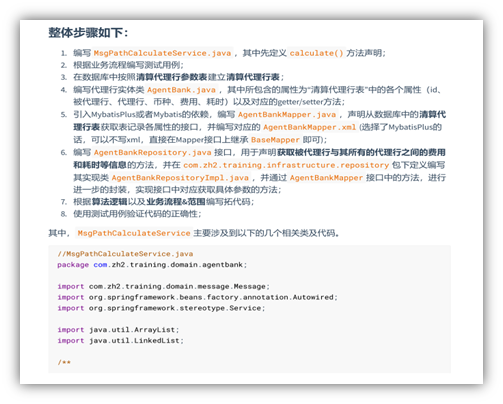 整体步骤如下：
1. 编写 MsgPathCalculateService.java ，其中先定义 calculate() 方法声明；
2. 根据业务流程编写测试用例；
3. 在数据库中按照清算代理行参数表建立清算代理行表；
4. 编写代理行实体类 AgentBank.java ，其中所包含的属性为“清算代理行表”中的各个属性（id、
被代理行、代理行、币种、费用、耗时）以及对应的getter/setter方法；
5. 引入MybatisPlus或者Mybatis的依赖，编写 AgentBankMapper.java ，声明从数据库中的清算代
理行表获取表记录各属性的接口，并编写对应的 AgentBankMapper.xml (选择了MybatisPlus的
话，可以不写xml，直接在Mapper接口上继承 BaseMapper 即可)；
6. 编写 AgentBankRepository.java 接口，用于声明获取被代理行与其所有的代理行之间的费用
和耗时等信息的方法，并在 com.zh2.training.infrastructure.repository 包下定义编写
其实现类 AgentBankRepositoryImpl.java ，并通过 AgentBankMapper 接口中的方法，进行
进一步的封装，实现接口中对应获取具体参数的方法；
7. 根据算法逻辑以及业务流程&范围编写拓代码；
8. 使用测试用例验证代码的正确性；
其中， MsgPathCalculateService 主要涉及到以下的几个相关类及代码。
//MsgPathCalculateService.java
package com.zh2.training.domain.agentbank;
import com.zh2.training.domain.message.Message;
import org.springframework.beans.factory.annotation.Autowired;
import org.springframework.stereotype.Service;
import java.util.ArrayList;
import java.util.LinkedList;
/**